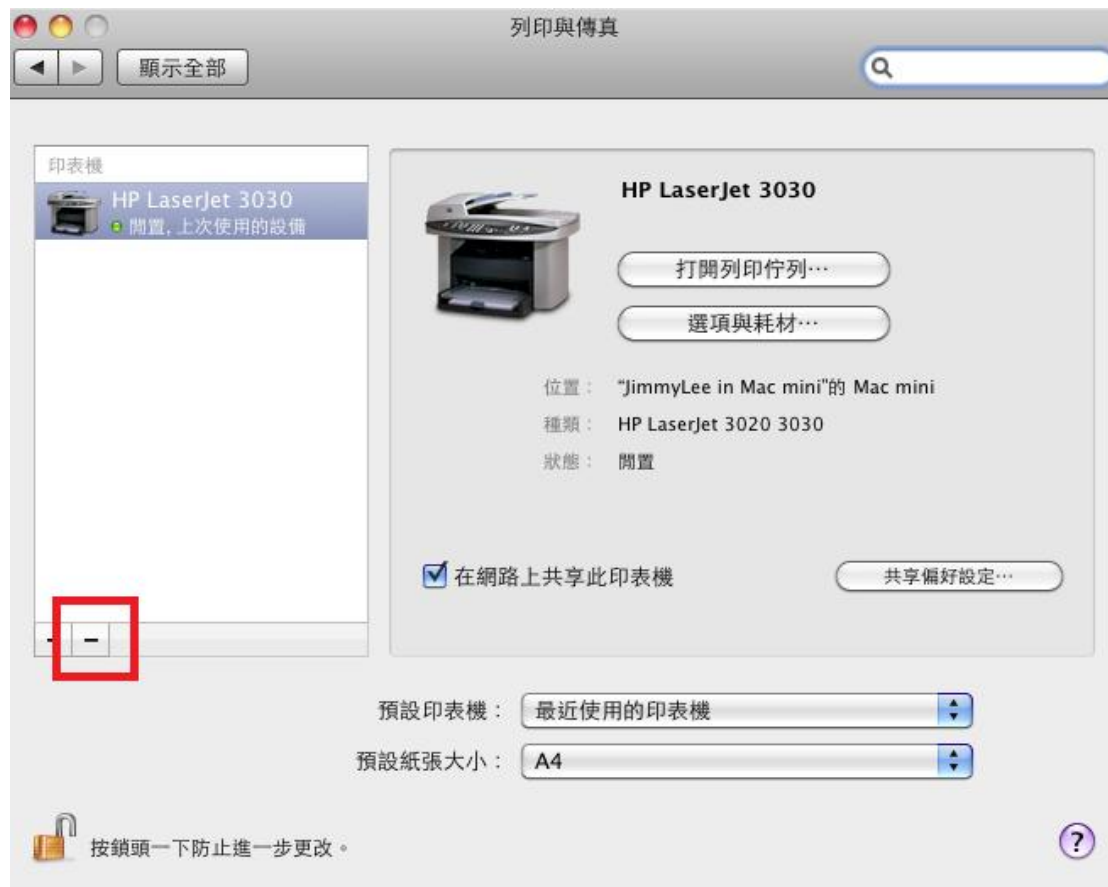 列印與傳真
顯示全部
印表機
HP LaserJet 3030
閒置, 上次使用的設備
HP LaserJet 3030
打開列印佇列…
選項與耗材…
位置： "JimmyLee in Mac mini"的 Mac mini
種類： HP LaserJet 3020 3030
狀態： 閒置
在網路上共享此印表機
共享偏好設定…
預設印表機： 最近使用的印表機
預設紙張大小： A4
按鎖頭一下防止進一步更改。
?